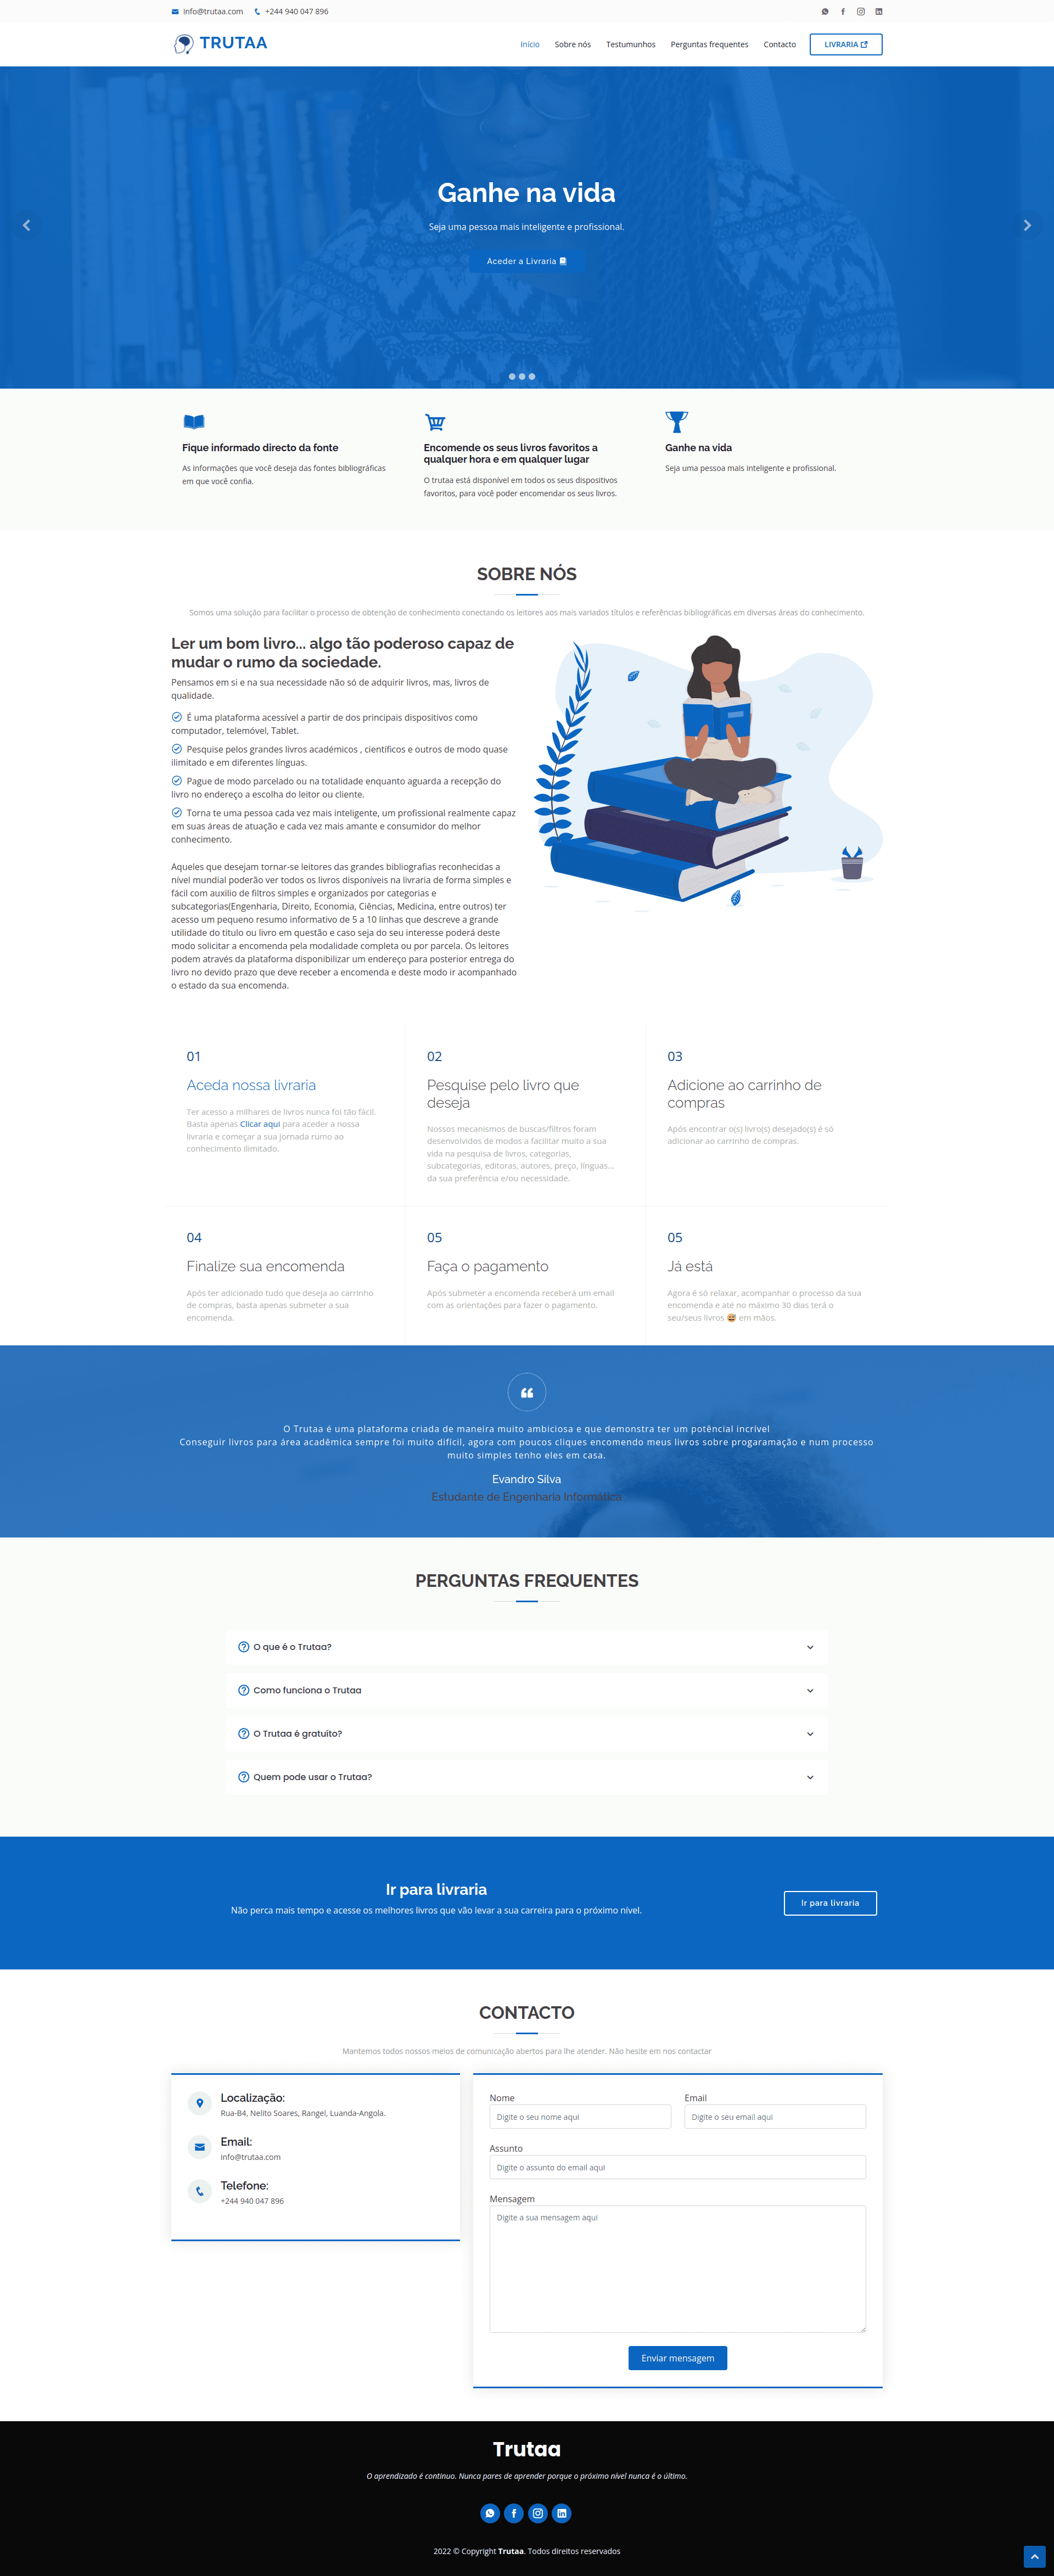 info@trutaa.com +244 940 047 896
TRUTAA
Início Sobre nós Testumunhos Perguntas frequentes Contacto LIVRARIA
Ganhe na vida
Seja uma pessoa mais inteligente e profissional.
Aceder a Livraria
Fique informado directo da fonte
As informações que você deseja das fontes bibliográficas
em que você confia.
Encomende os seus livros favoritos a
qualquer hora e em qualquer lugar
O trutaa está disponível em todos os seus dispositivos
favoritos, para você poder encomendar os seus livros.
Ganhe na vida
Seja uma pessoa mais inteligente e profissional.
SOBRE NÓS
Somos uma solução para facilitar o processo de obtenção de conhecimento conectando os leitores aos mais variados títulos e referências bibliográficas em diversas áreas do conhecimento.
Ler um bom livro... algo tão poderoso capaz de
mudar o rumo da sociedade.
Pensamos em si e na sua necessidade não só de adquirir livros, mas, livros de
qualidade.
É uma plataforma acessível a partir de dos principais dispositivos como
computador, telemóvel, Tablet.
Pesquise pelos grandes livros académicos , científicos e outros de modo quase
ilimitado e em diferentes línguas.
Pague de modo parcelado ou na totalidade enquanto aguarda a recepção do
livro no endereço a escolha do leitor ou cliente.
Torna te uma pessoa cada vez mais inteligente, um profissional realmente capaz
em suas áreas de atuação e cada vez mais amante e consumidor do melhor
conhecimento.
Aqueles que desejam tornar-se leitores das grandes bibliografias reconhecidas a
nível mundial poderão ver todos os livros disponíveis na livraria de forma simples e
fácil com auxilio de filtros simples e organizados por categorias e
subcategorias(Engenharia, Direito, Economia, Ciências, Medicina, entre outros) ter
acesso um pequeno resumo informativo de 5 a 10 linhas que descreve a grande
utilidade do titulo ou livro em questão e caso seja do seu interesse poderá deste
modo solicitar a encomenda pela modalidade completa ou por parcela. Os leitores
podem através da plataforma disponibilizar um endereço para posterior entrega do
livro no devido prazo que deve receber a encomenda e deste modo ir acompanhado
o estado da sua encomenda.
01
Aceda nossa livraria
Ter acesso a milhares de livros nunca foi tão fácil.
Basta apenas Clicar aqui para aceder a nossa
livraria e começar a sua jornada rumo ao
conhecimento ilimitado.
02
Pesquise pelo livro que
deseja
Nossos mecanismos de buscas/filtros foram
desenvolvidos de modos a facilitar muito a sua
vida na pesquisa de livros, categorias,
subcategorias, editoras, autores, preço, línguas...
da sua preferência e/ou necessidade.
03
Adicione ao carrinho de
compras
Após encontrar o(s) livro(s) desejado(s) é só
adicionar ao carrinho de compras.
04
Finalize sua encomenda
Após ter adicionado tudo que deseja ao carrinho
de compras, basta apenas submeter a sua
encomenda.
05
Faça o pagamento
Após submeter a encomenda receberá um email
com as orientações para fazer o pagamento.
05
Já está
Agora é só relaxar, acompanhar o processo da sua
encomenda e até no máximo 30 dias terá o
seu/seus livros 😅 em mãos.
O Trutaa é uma plataforma criada de maneira muito ambiciosa e que demonstra ter um potêncial incrível
Conseguir livros para área acadêmica sempre foi muito difícil, agora com poucos cliques encomendo meus livros sobre progaramação e num processo
muito simples tenho eles em casa.
Evandro Silva
Estudante de Engenharia Informática
PERGUNTAS FREQUENTES
O que é o Trutaa?
Como funciona o Trutaa
O Trutaa é gratuíto?
Quem pode usar o Trutaa?
Ir para livraria
Não perca mais tempo e acesse os melhores livros que vão levar a sua carreira para o próximo nível.
Ir para livraria
CONTACTO
Mantemos todos nossos meios de comunicação abertos para lhe atender. Não hesite em nos contactar
Localização:
Rua-B4, Nelito Soares, Rangel, Luanda-Angola.
Email:
info@trutaa.com
Telefone:
+244 940 047 896
Nome Email
Digite o seu nome aqui Digite o seu email aqui
Assunto
Digite o assunto do email aqui
Mensagem
Digite a sua mensagem aqui
Enviar mensagem
Trutaa
O aprendizado é contínuo. Nunca pares de aprender porque o próximo nível nunca é o último.
2022 © Copyright Trutaa. Todos direitos reservados